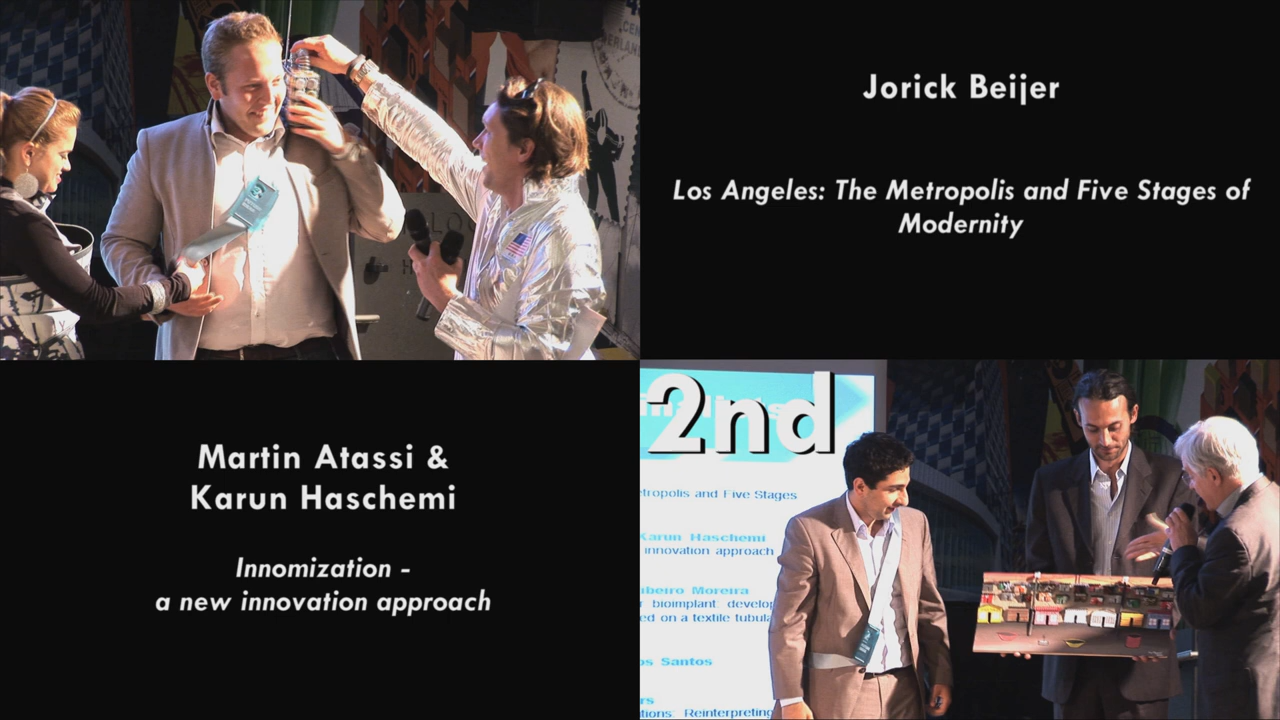 Jorick Beijer
Los Angeles: The Metropolis and Five Stages of
Modernity
Martin Atassi &
Karun Haschemi
Innomization -
a new innovation approach
2nd
etropolis and Five Stages
Karun Haschemi
innovation approach
ibeiro Moreira
bioimplant: develop
ed on a textile tubula
os Santos
tions: Reinterpreting